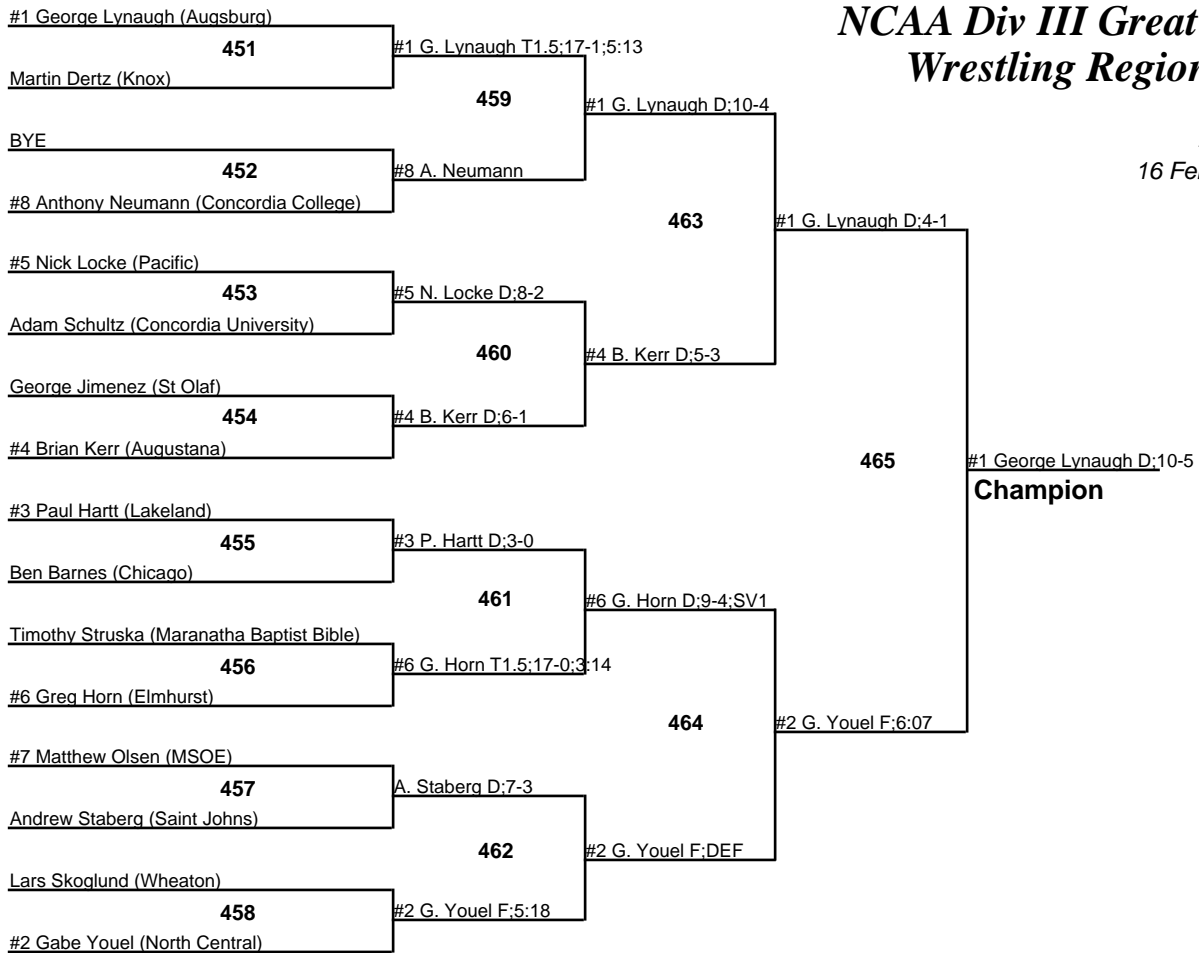 #1 George Lynaugh (Augsburg)
451
Martin Dertz (Knox)
BYE
452
#8 Anthony Neumann (Concordia College)
#5 Nick Locke (Pacific)
453
Adam Schultz (Concordia University)
George Jimenez (St Olaf)
454
#4 Brian Kerr (Augustana)
#3 Paul Hartt (Lakeland)
455
Ben Barnes (Chicago)
Timothy Struska (Maranatha Baptist Bible)
456
#6 Greg Horn (Elmhurst)
#7 Matthew Olsen (MSOE)
457
Andrew Staberg (Saint Johns)
Lars Skoglund (Wheaton)
458
#2 Gabe Youel (North Central)
#1 G. Lynaugh T1.5;17-1;5:13
459
#8 A. Neumann
#5 N. Locke D;8-2
460
#4 B. Kerr D;6-1
#3 P. Hartt D;3-0
461
#6 G. Horn T1.5;17-0;3:14
A. Staberg D;7-3
462
#2 G. Youel F;5:18
#1 G. Lynaugh D;10-4
463
#4 B. Kerr D;5-3
#6 G. Horn D;9-4;SV1
464
#2 G. Youel F;DEF
#1 G. Lynaugh D;4-1
465
#2 G. Youel F;6:07
#1 George Lynaugh D;10-5
Champion
NCAA Div III Great
Wrestling Region
16 Fe